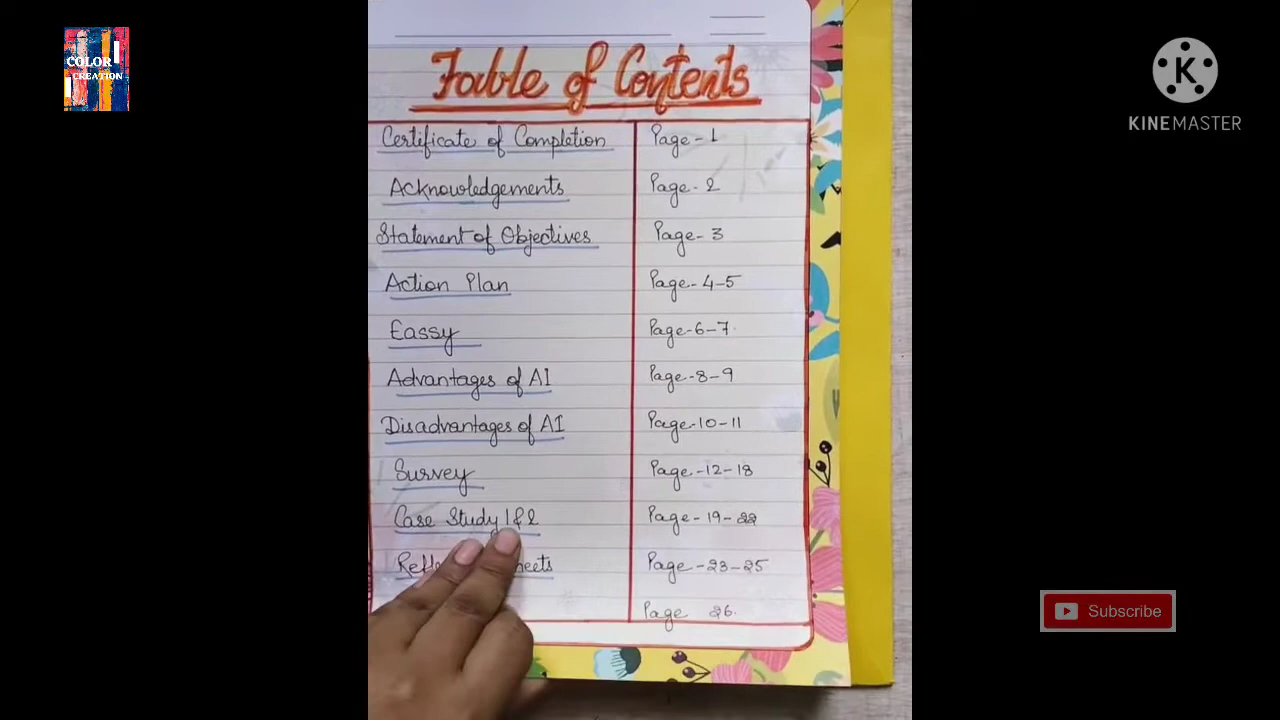 COLOR
CREATION
KINEMASTER
Table of Contents
Certificate of Completion Page - 1
Acknowledgements Page - 2
Statement of Objectives Page - 3
Action Plan Page - 4-5
Eassy Page - 6-7.
Advantages of AI Page - 8-9
Disadvantages of AI Page - 10-11
Survey Page - 12-18
Case Study 1 & 2 Page - 19-22
Page - 23-25
Page 26.
Subscribe